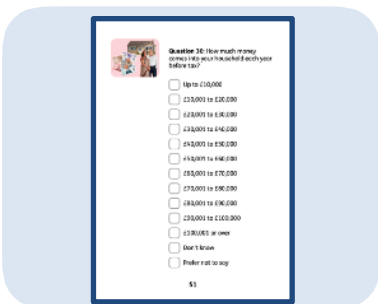 Question 30: How much money
comes into your household each year
before tax?
Up to £10,000
£10,001 to £20,000
£20,001 to £30,000
£30,001 to £40,000
£40,001 to £50,000
£50,001 to £60,000
£60,001 to £70,000
£70,001 to £80,000
£80,001 to £90,000
£90,001 to £100,000
£100,001 or over
Don't know
Prefer not to say